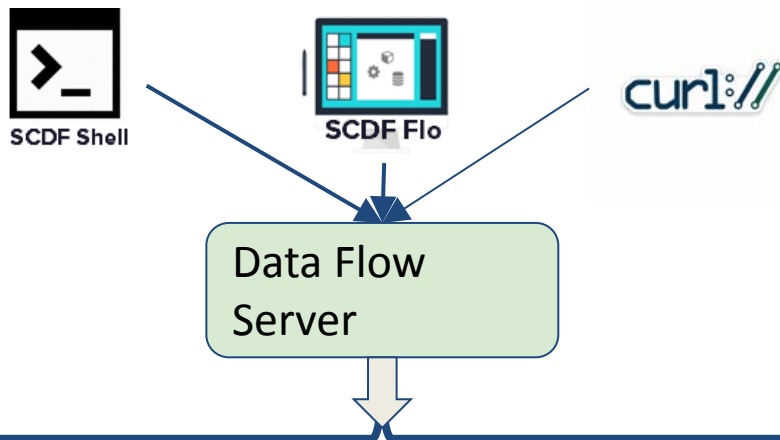 SCDF Shell
SCDF Flo
curl://
Data Flow
Server